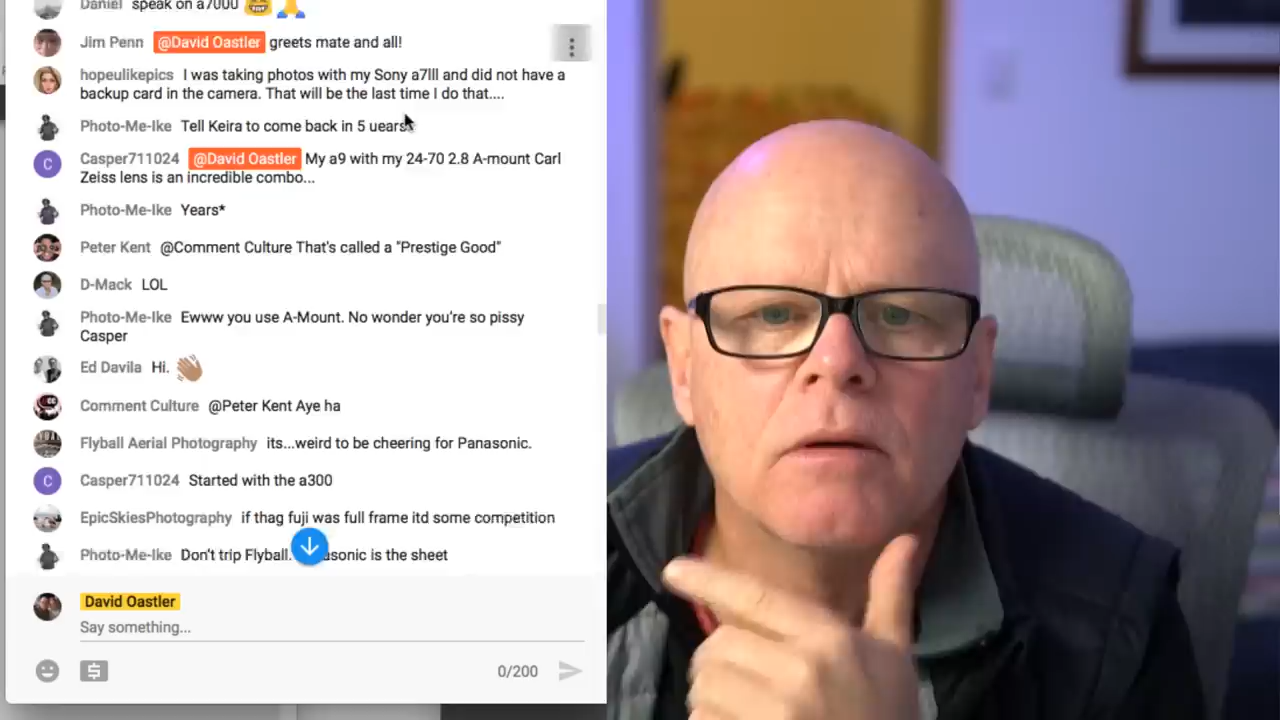 Daniel speak on a7000
Jim Penn @David Oastler greets mate and all!
hopeulikepics I was taking photos with my Sony a7lll and did not have a
backup card in the camera. That will be the last time I do that....
Photo-Me-Ike Tell Keira to come back in 5 uears
Casper711024 @David Oastler My a9 with my 24-70 2.8 A-mount Carl
Zeiss lens is an incredible combo...
Photo-Me-Ike Years*
Peter Kent @Comment Culture That's called a "Prestige Good"
D-Mack LOL
Photo-Me-Ike Ewww you use A-Mount. No wonder you're so pissy
Casper
Ed Davila Hi. 👋🏽
Comment Culture @Peter Kent Aye ha
Flyball Aerial Photography its...weird to be cheering for Panasonic.
C Casper711024 Started with the a300
EpicSkiesPhotography if thag fuji was full frame itd some competition
Photo-Me-Ike Don't trip Flyball. is the sheet
David Oastler
Say something...
0/200